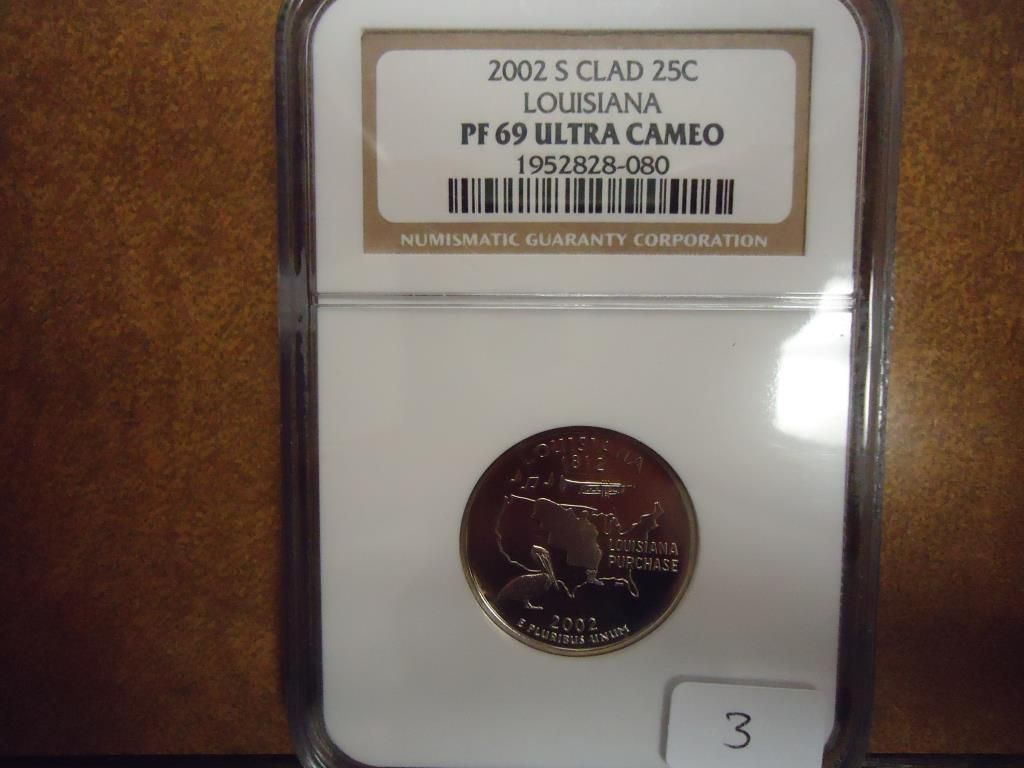 2002 S CLAD 25C
LOUISIANA
PF 69 ULTRA CAMEO
1952828-080
NUMISMATIC GUARANTY CORPORATION
LOUISIANA
1812
LOUISIANA
PURCHASE
2002
E PLURIBUS UNUM
3